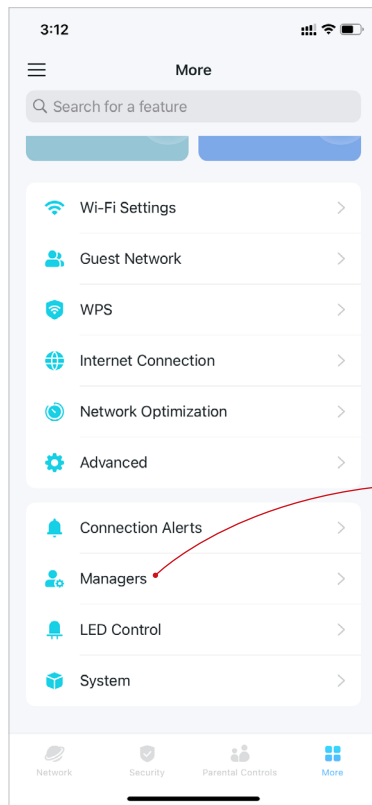 3:12
More
Search for a feature
Wi-Fi Settings
Guest Network
WPS
Internet Connection
Network Optimization
Advanced
Connection Alerts
Managers
LED Control
System
Network Security Parental Controls More